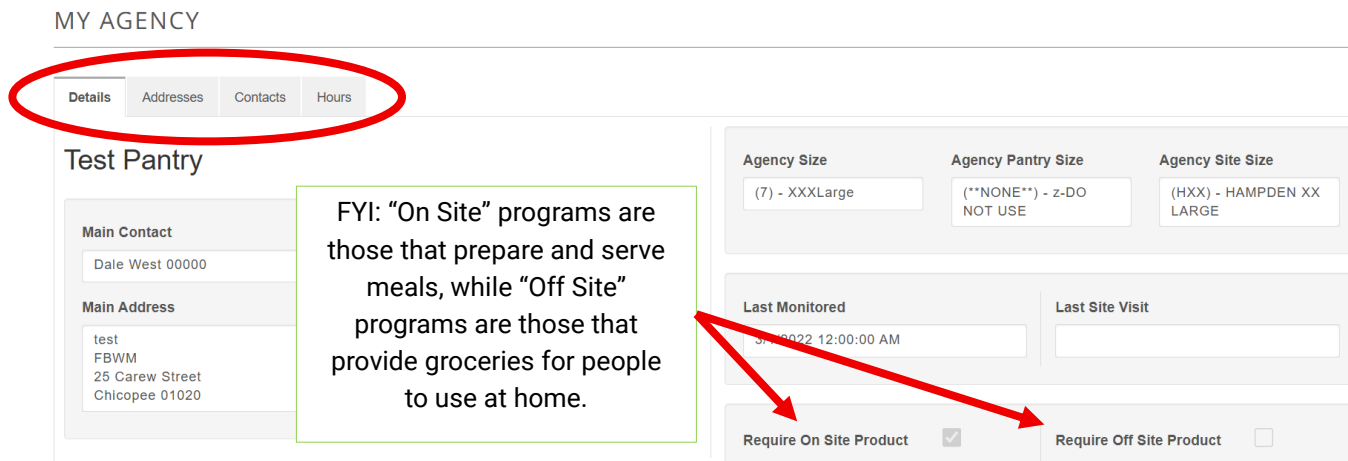 MY AGENCY
Details Addresses Contacts Hours
Test Pantry
Main Contact
Dale West 00000
Main Address
test
FBWM
25 Carew Street
Chicopee 01020
FYI: “On Site” programs are
those that prepare and serve
meals, while “Off Site”
programs are those that
provide groceries for people
to use at home.
Agency Size Agency Pantry Size Agency Site Size
(7) - XXXLarge
(**NONE**) - z-DO
NOT USE
(HXX) - HAMPDEN XX
LARGE
Last Monitored Last Site Visit
12:00:00 AM
Require On Site Product Require Off Site Product